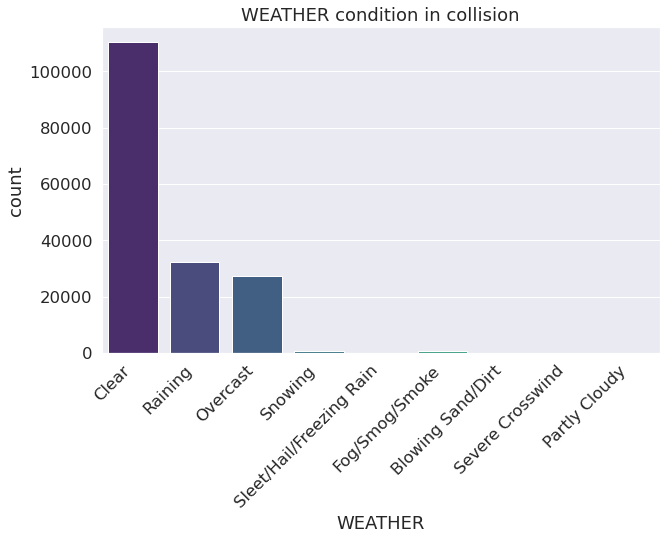 WEATHER condition in collision
count
100000
80000
60000
40000
20000
0
Clear
Raining
Overcast
Snowing
Sleet/Hail/Freezing Rain
Fog/Smog/Smoke
Blowing Sand/Dirt
Severe Crosswind
Partly Cloudy
WEATHER